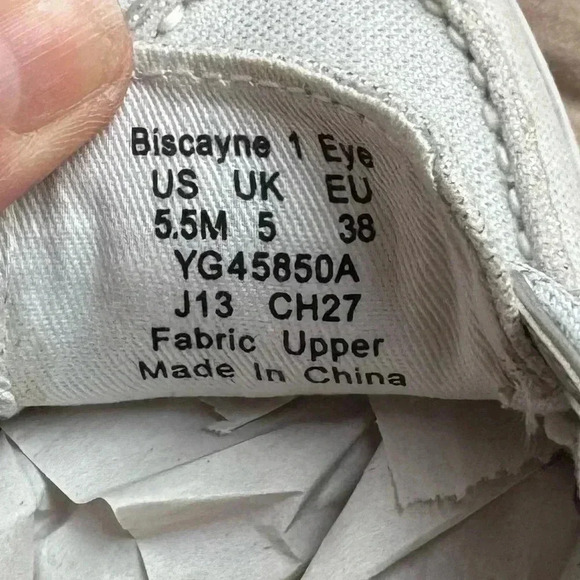 Biscayne 1 Eye
US UK EU
5.5M 5 38
YG45850A
J13 CH27
Fabric Upper
Made In China